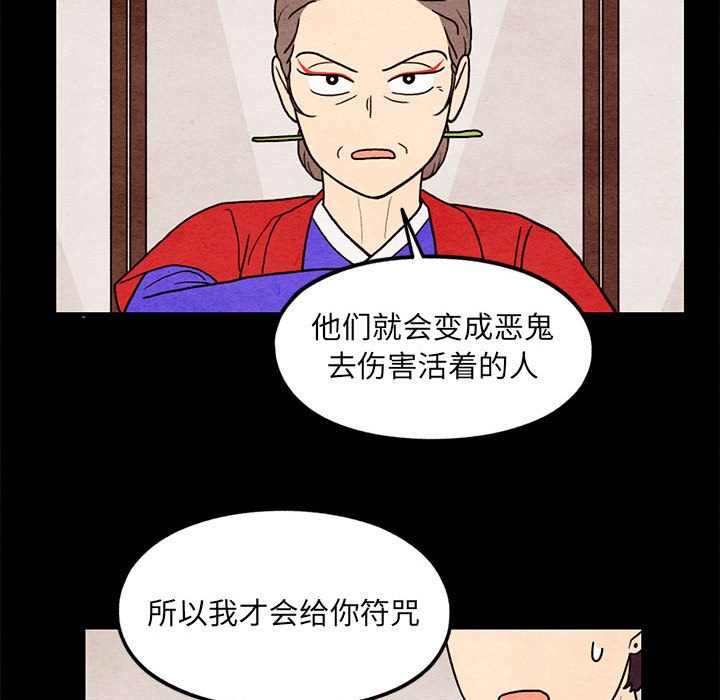 他们就会变成恶鬼
去伤害活着的人
所以我才会给你符咒